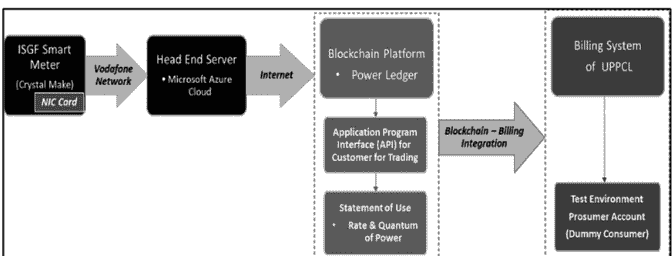 ISGF Smart
Meter
(Crystal Make)
NIC Card
Vodafone
Network
Head End Server
• Microsoft Azure
Cloud
Internet
Blockchain Platform
• Power Ledger
Application Program
Interface (API) for
Customer for Trading
Statement of Use
• Rate & Quantum
of Power
Blockchain – Billing
Integration
Billing System
of UPPCL
Test Environment
Prosumer Account
(Dummy Consumer)